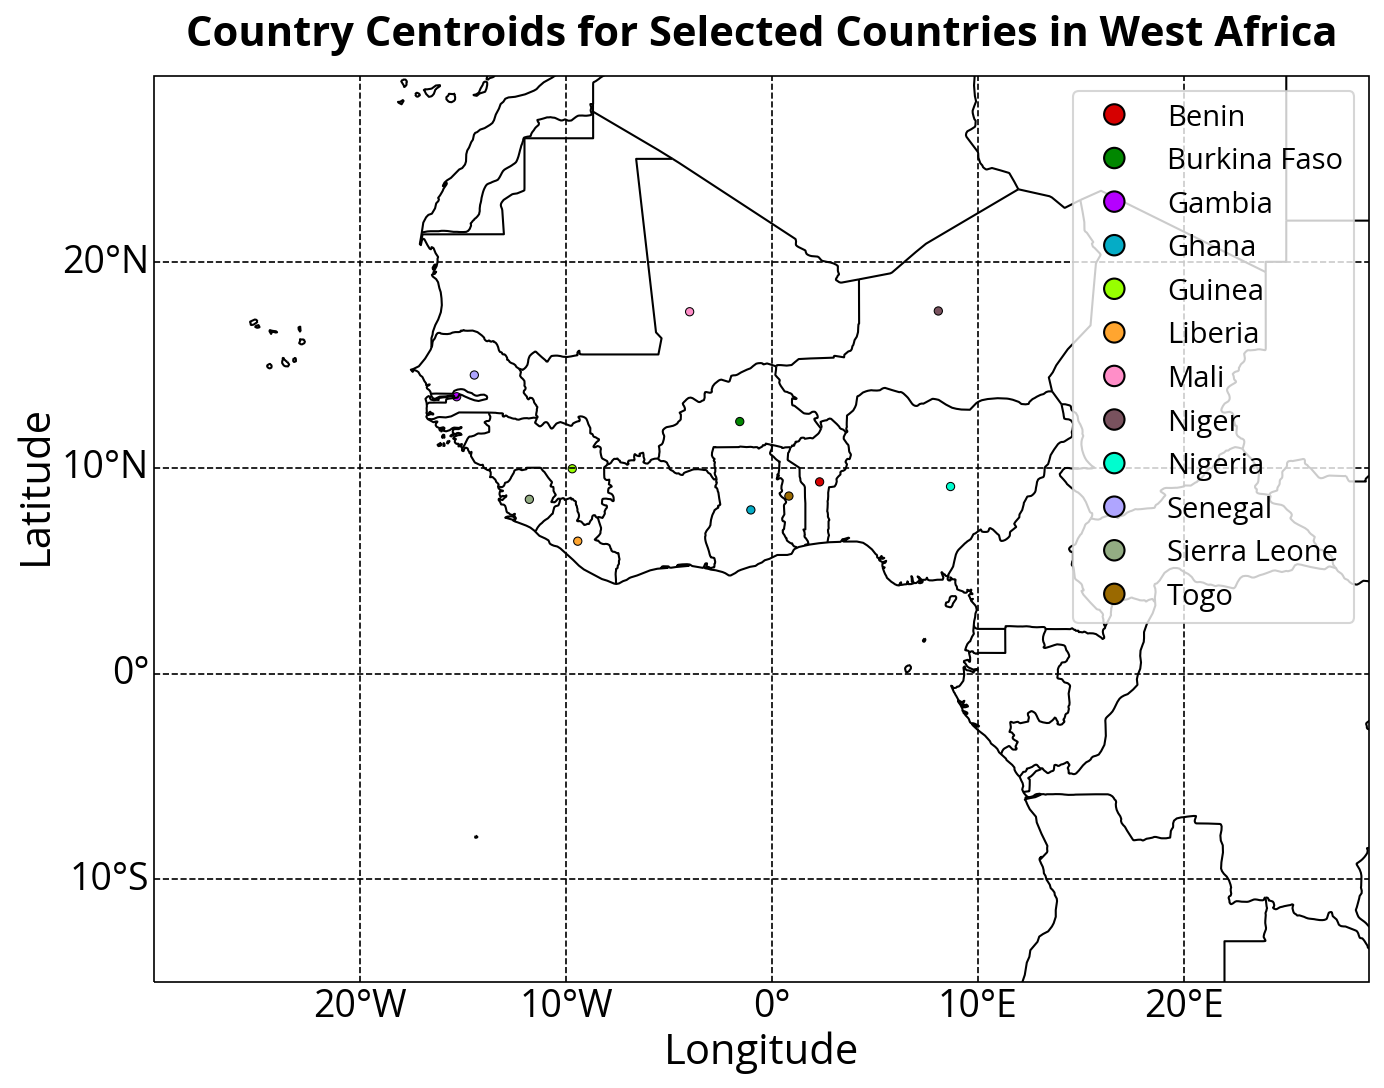 Country Centroids for Selected Countries in West Africa
Benin
Burkina Faso
Gambia
Ghana
Guinea
Liberia
Mali
Niger
Nigeria
Senegal
Sierra Leone
Togo
20°N
10°N
0°
10°S
Latitude
20°W
10°W
0°
10°E
20°E
Longitude